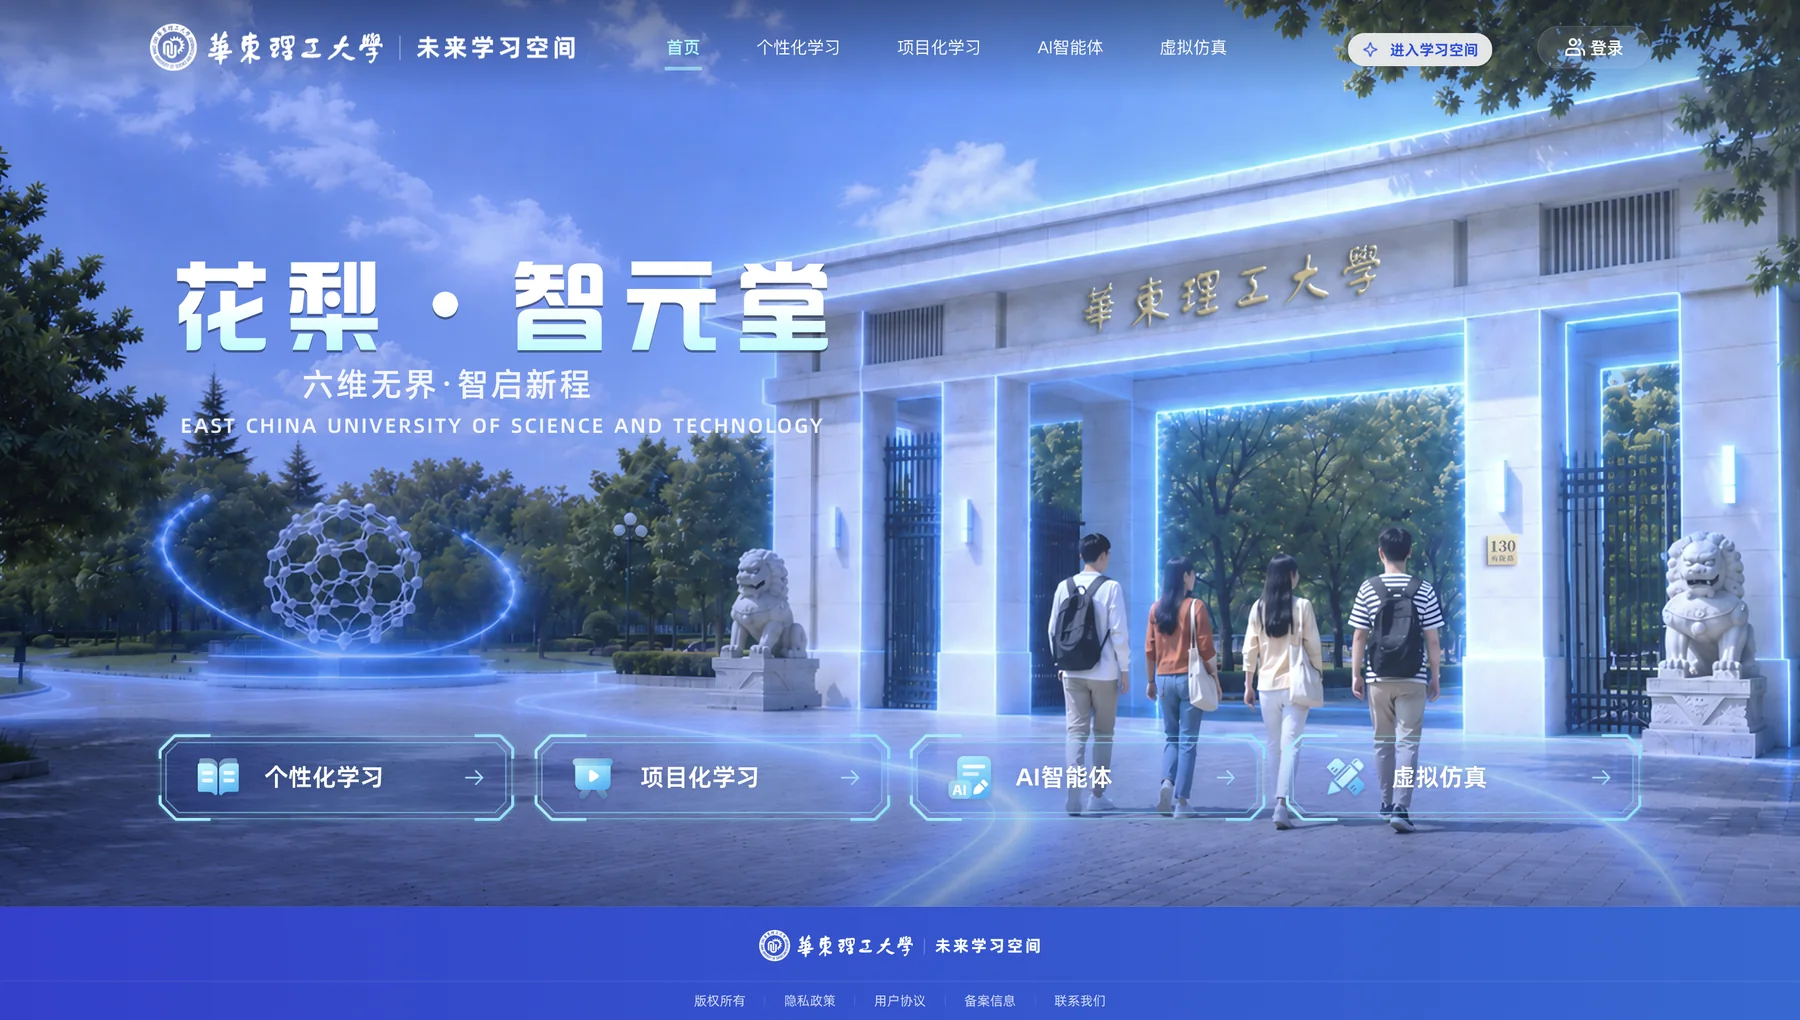 華東理工大學 未来学习空间
首页
个性化学习
项目化学习
AI智能体
虚拟仿真
进入学习空间
登录
花梨·智元堂
六维无界·智启新程
EAST CHINA UNIVERSITY OF SCIENCE AND TECHNOLOGY
華東理工大學
130
个性化学习
项目化学习
AI
AI智能体
虚拟仿真
華東理工大學 未来学习空间
版权所有
隐私政策
用户协议
备案信息
联系我们